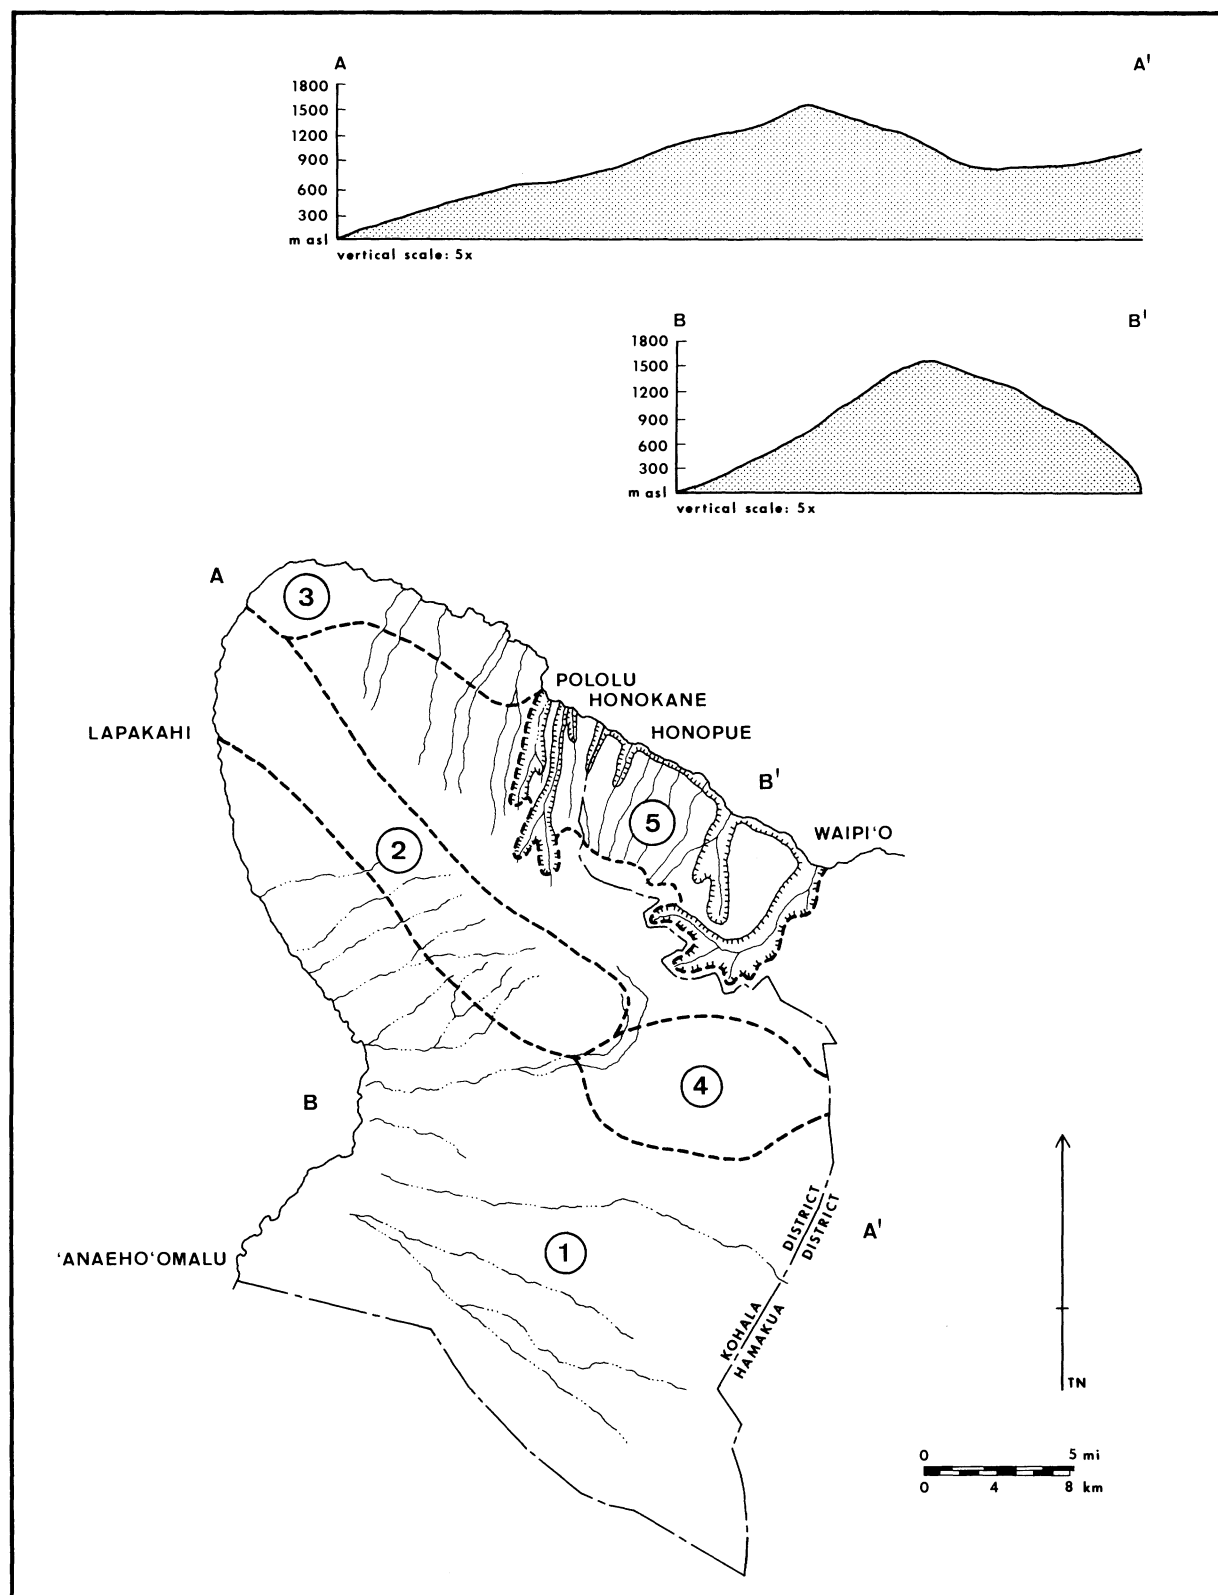 A A'
1800
1500
1200
900
600
300
m asl
vertical scale: 5x
B B'
1800
1500
1200
900
600
300
m asl
vertical scale: 5x
A
3
POLOLU
HONOKANE
LAPAKAHI
HONOPUE
B'
5
WAIPI'O
2
4
B
DISTRICT
DISTRICT
A'
'ANAEHO'OMALU
1
KOHALA
HAMAKUA
TN
0 5 mi
0 4 8 km